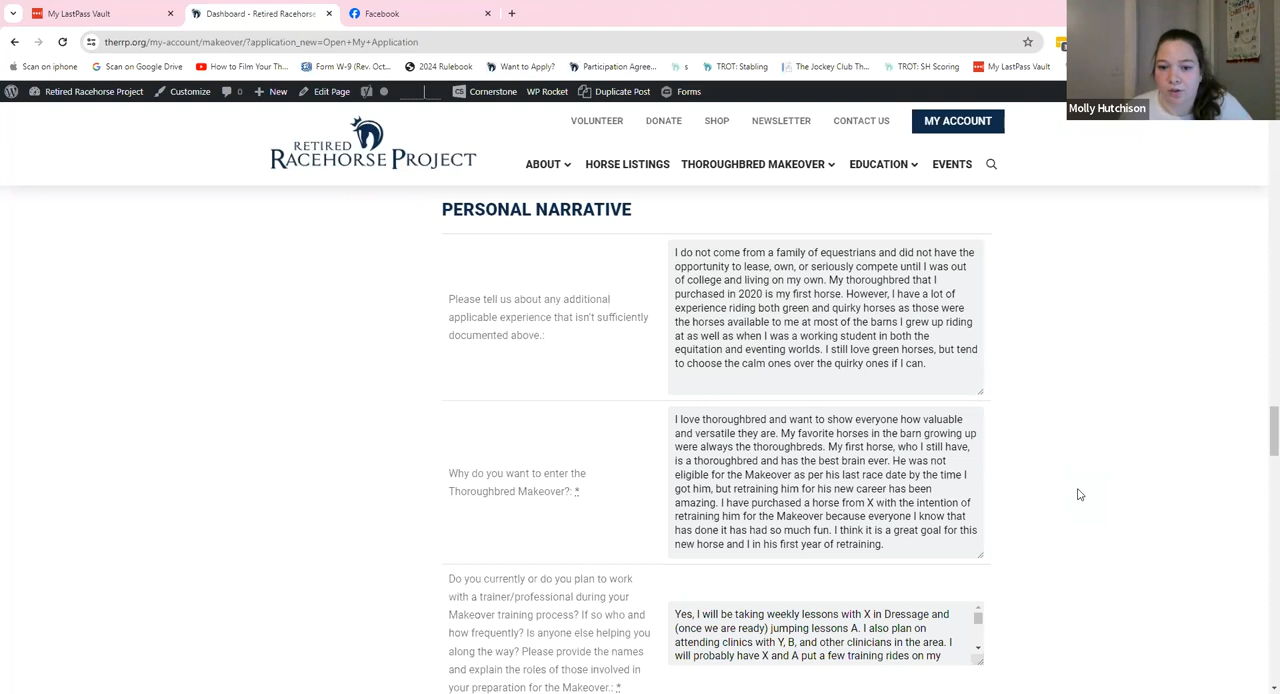 My LastPass Vault
Dashboard - Retired Racehorse
Facebook
therrp.org/my-account/makeover/?application_new=Open+My+Application
Scan on iphone
Scan on Google Drive
How to Film Your Th...
Form W-9 (Rev. Oct...
2024 Rulebook
Want to Apply?
Participation Agree...
s
TROT: Stabling
The Jockey Club Th...
TROT: SH Scoring
My LastPass Vault
Retired Racehorse Project
Customize
0
New
Edit Page
CS Cornerstone
WP Rocket
Duplicate Post
Forms
Molly Hutchison
VOLUNTEER
DONATE
SHOP
NEWSLETTER
CONTACT US
MY ACCOUNT
RETIRED
RACEHORSE PROJECT
ABOUT
HORSE LISTINGS
THOROUGHBRED MAKEOVER
EDUCATION
EVENTS
PERSONAL NARRATIVE
Please tell us about any additional
applicable experience that isn't sufficiently
documented above.:
I do not come from a family of equestrians and did not have the
opportunity to lease, own, or seriously compete until I was out
of college and living on my own. My thoroughbred that I
purchased in 2020 is my first horse. However, I have a lot of
experience riding both green and quirky horses as those were
the horses available to me at most of the barns I grew up riding
at as well as when I was a working student in both the
equitation and eventing worlds. I still love green horses, but tend
to choose the calm ones over the quirky ones if I can.
Why do you want to enter the
Thoroughbred Makeover?: *
I love thoroughbred and want to show everyone how valuable
and versatile they are. My favorite horses in the barn growing up
were always the thoroughbreds. My first horse, who I still have,
is a thoroughbred and has the best brain ever. He was not
eligible for the Makeover as per his last race date by the time I
got him, but retraining him for his new career has been
amazing. I have purchased a horse from X with the intention of
retraining him for the Makeover because everyone I know that
has done it has had so much fun. I think it is a great goal for this
new horse and I in his first year of retraining.
Do you currently or do you plan to work
with a trainer/professional during your
Makeover training process? If so who and
how frequently? Is anyone else helping you
along the way? Please provide the names
and explain the roles of those involved in
your preparation for the Makeover.: *
Yes, I will be taking weekly lessons with X in Dressage and
(once we are ready) jumping lessons A. I also plan on
attending clinics with Y, B, and other clinicians in the area. I
will probably have X and A put a few training rides on my